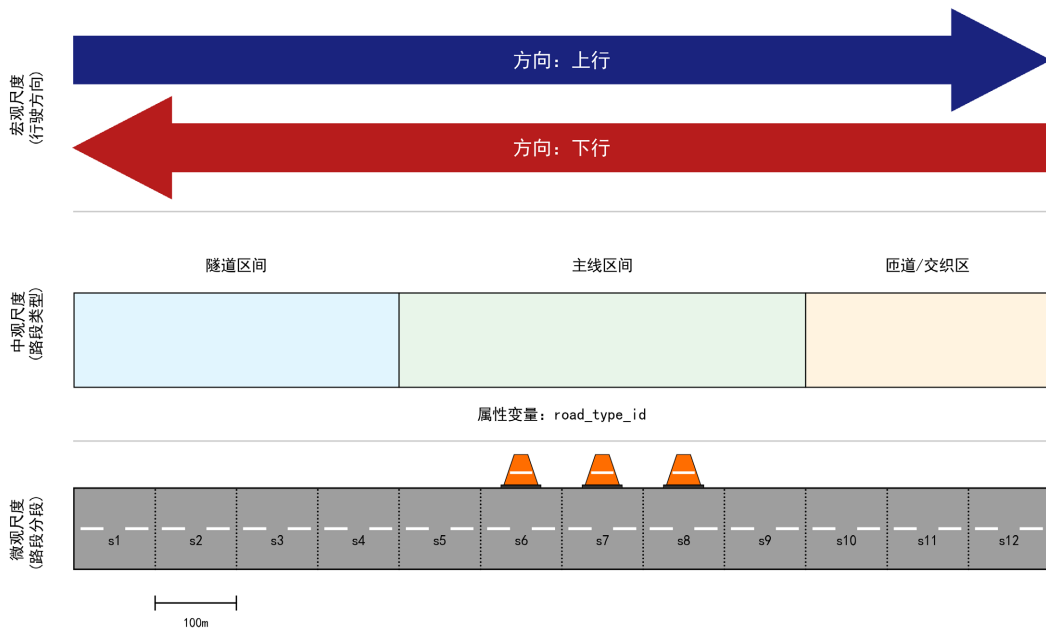 宏观尺度
(行驶方向)
方向: 上行
方向: 下行
中观尺度
(路段类型)
隧道区间
主线区间
匝道/交织区
属性变量: road_type_id
微观尺度
(路段分段)
s1
s2
s3
s4
s5
s6
s7
s8
s9
s10
s11
s12
100m